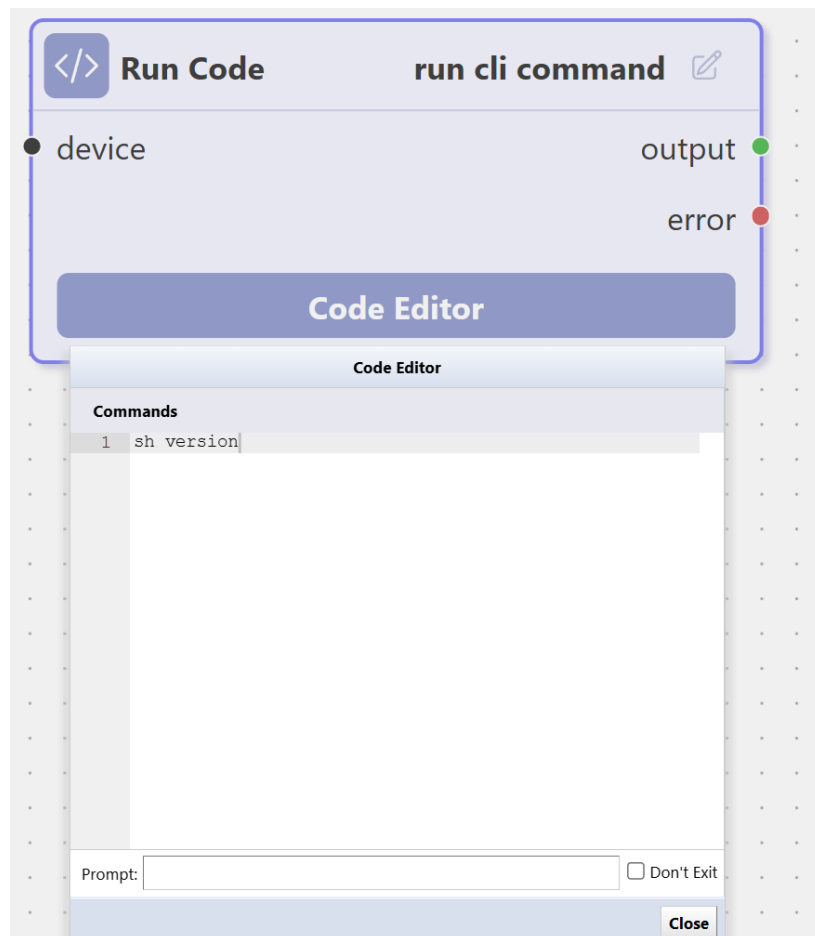 </> Run Code run cli command
device output
error
Code Editor
Code Editor
Commands
1 sh version
Prompt: Don't Exit
Close